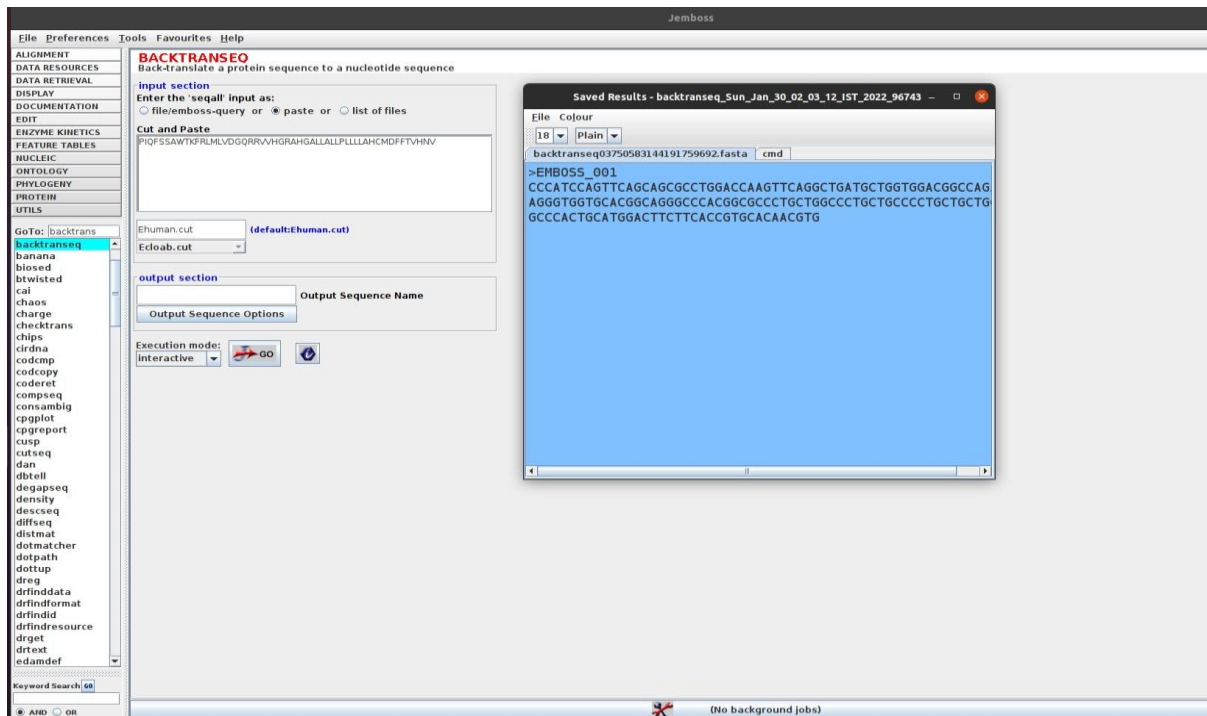 Jemboss
File Preferences Tools Favourites Help
ALIGNMENT
DATA RESOURCES
DATA RETRIEVAL
DISPLAY
DOCUMENTATION
EDIT
ENZYME KINETICS
FEATURE TABLES
NUCLEIC
ONTOLOGY
PHYLOGENY
PROTEIN
UTILS
GoTo: backtrans
backtranseq
banana
biosed
btwisted
cai
chaos
charge
checktrans
chips
cirdna
codcmp
codcopy
coderet
compseq
consambig
cpgplot
cpgreport
cusp
cutseq
dan
dbtell
degapseq
density
descseq
diffseq
distmat
dotmatcher
dotpath
dottup
dreg
drfinddata
drfindformat
drfindid
drfindresource
drget
drtext
edamdef
Keyword Search GO
AND OR
BACKTRANSEQ
Back-translate a protein sequence to a nucleotide sequence
input section
Enter the 'seqall' input as:
file/emboss-query or paste or list of files
Cut and Paste
PIQFSSAWTKFRLMLVDGQRRVVHGRAHGALLALLPLLLLAHCMDFFTVHNV
Ehuman.cut (default:Ehuman.cut)
Ecloab.cut
output section
Output Sequence Name
Output Sequence Options
Execution mode:
interactive GO
Saved Results - backtranseq_Sun_Jan_30_02_03_12_IST_2022_96743
File Colour
18 Plain
backtranseq03750583144191759692.fasta cmd
>EMBOSS_001
CCCATCCAGTTCAGCAGCGCCTGGACCAAGTTCAGGCTGATGCTGGTGGACGGCCAG
AGGGTGGTGCACGGCAGGGCCCACGGCGCCCTGCTGGCCCTGCTGCCCCTGCTGCTG
GCCCACTGCATGGACTTCTTCACCGTGCACAACGTG
(No background jobs)